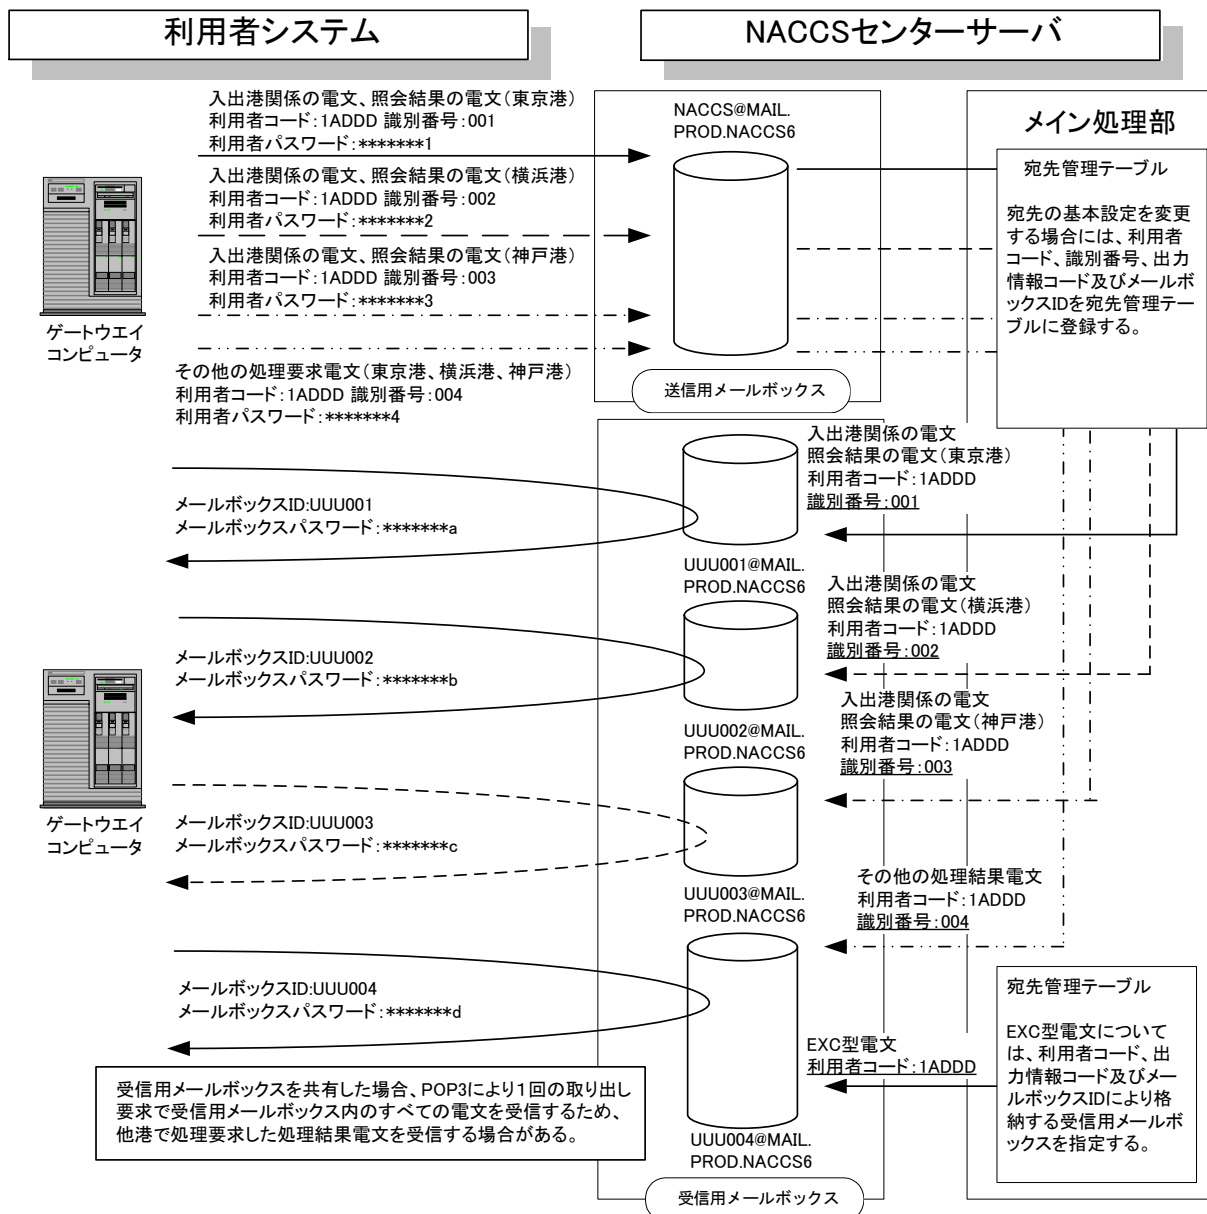 利用者システム
NACCSセンターサーバ
入出港関係の電文、照会結果の電文(東京港)
利用者コード:1ADDD 識別番号:001
利用者パスワード:*******1
入出港関係の電文、照会結果の電文(横浜港)
利用者コード:1ADDD 識別番号:002
利用者パスワード:*******2
入出港関係の電文、照会結果の電文(神戸港)
利用者コード:1ADDD 識別番号:003
利用者パスワード:*******3
その他の処理要求電文(東京港、横浜港、神戸港)
利用者コード:1ADDD 識別番号:004
利用者パスワード:*******4
ゲートウエイ
コンピュータ
NACCS@MAIL.
PROD.NACCS6
送信用メールボックス
メイン処理部
宛先管理テーブル
宛先の基本設定を変更
する場合には、利用者
コード、識別番号、出力
情報コード及びメールボ
ックスIDを宛先管理テー
ブルに登録する。
入出港関係の電文
照会結果の電文(東京港)
利用者コード:1ADDD
識別番号:001
メールボックスID:UUU001
メールボックスパスワード:*******a
UUU001@MAIL.
PROD.NACCS6
入出港関係の電文
照会結果の電文(横浜港)
利用者コード:1ADDD
識別番号:002
メールボックスID:UUU002
メールボックスパスワード:*******b
UUU002@MAIL.
PROD.NACCS6
入出港関係の電文
照会結果の電文(神戸港)
利用者コード:1ADDD
識別番号:003
ゲートウエイ
コンピュータ
メールボックスID:UUU003
メールボックスパスワード:*******c
UUU003@MAIL.
PROD.NACCS6
その他の処理結果電文
利用者コード:1ADDD
識別番号:004
メールボックスID:UUU004
メールボックスパスワード:*******d
EXC型電文
利用者コード:1ADDD
宛先管理テーブル
EXC型電文について
は、利用者コード、出
力情報コード及びメー
ルボックスIDにより格
納する受信用メールボ
ックスを指定する。
受信用メールボックスを共有した場合、POP3により1回の取り出し
要求で受信用メールボックス内のすべての電文を受信するため、
他港で処理要求した処理結果電文を受信する場合がある。
UUU004@MAIL.
PROD.NACCS6
受信用メールボックス